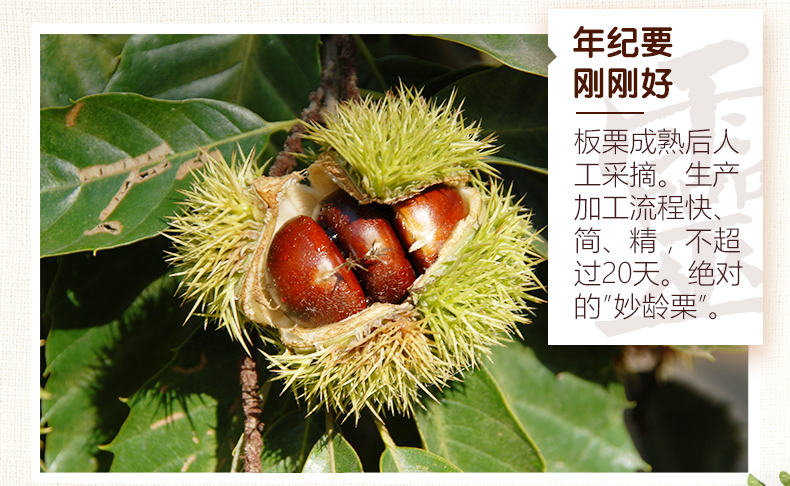 年纪要
刚刚好
板栗成熟后人
工采摘。生产
加工流程快、
简、精，不超
过20天。绝对
的"妙龄栗"。